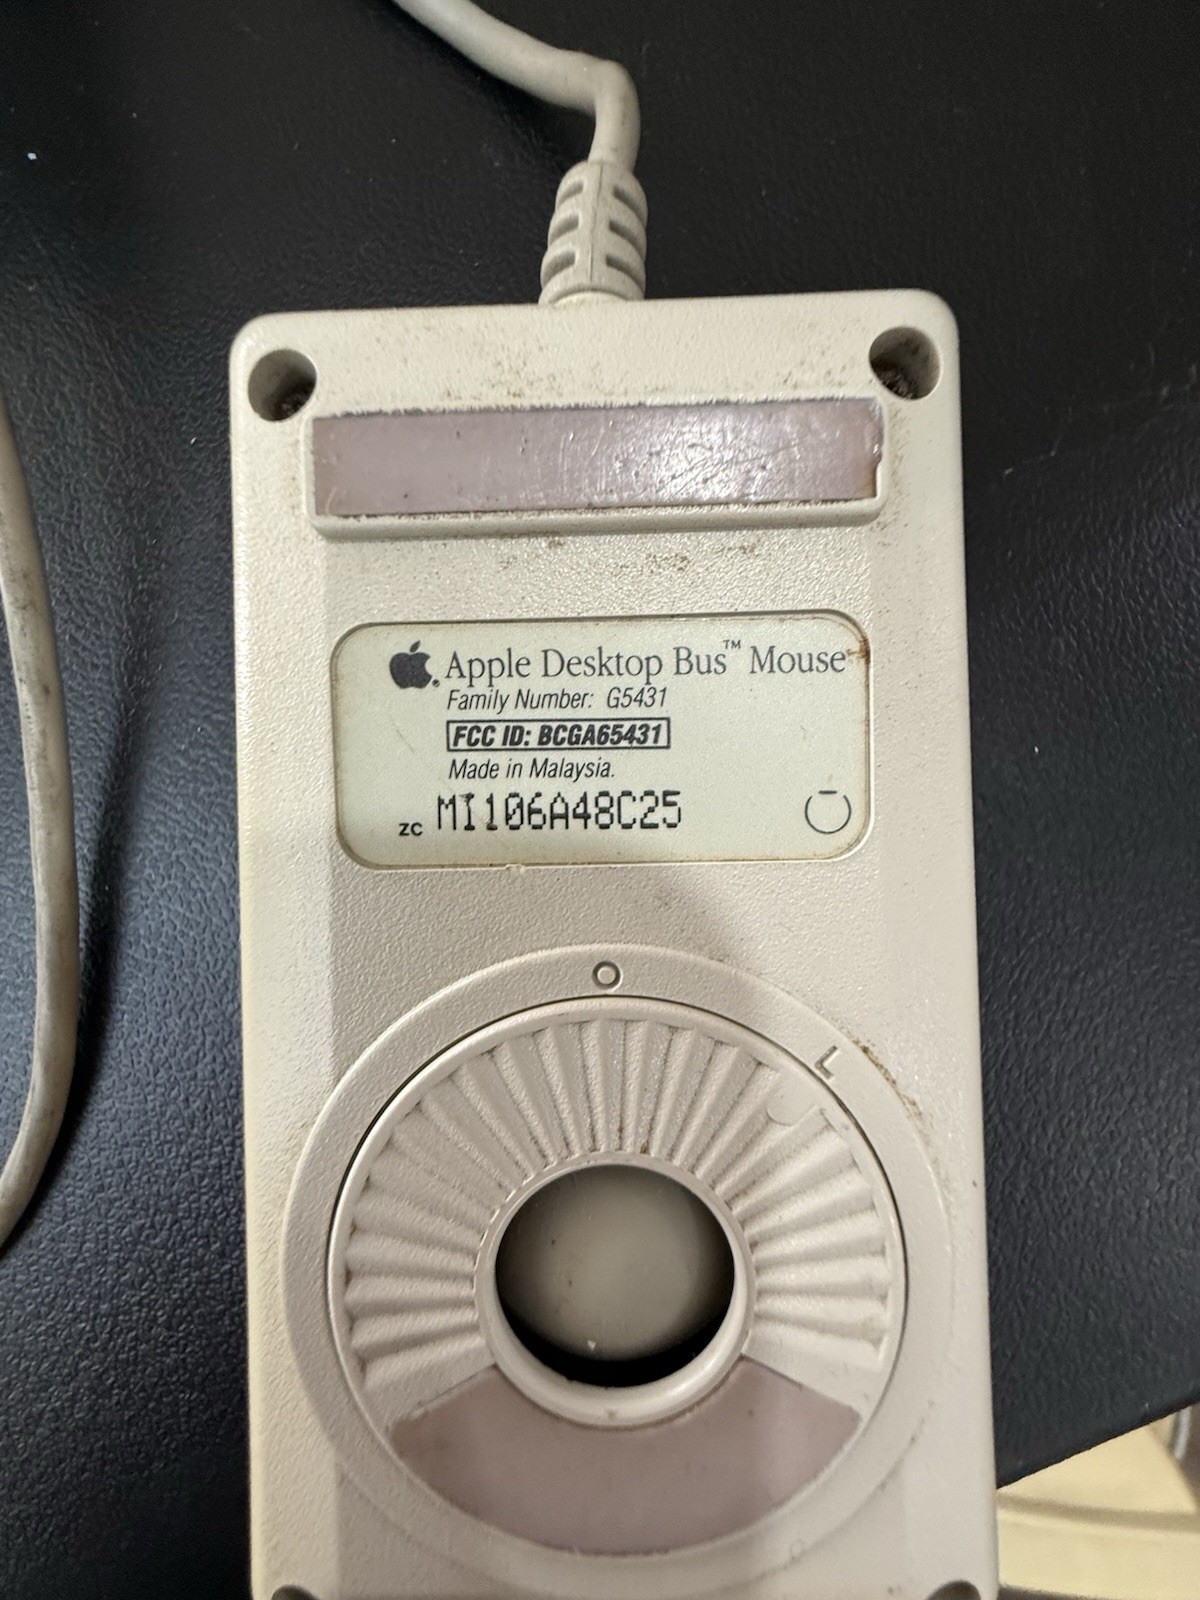 Apple Desktop Bus™ Mouse
Family Number: G5431
FCC ID: BCGA65431
Made in Malaysia.
ZC MI106A48C25
O
L